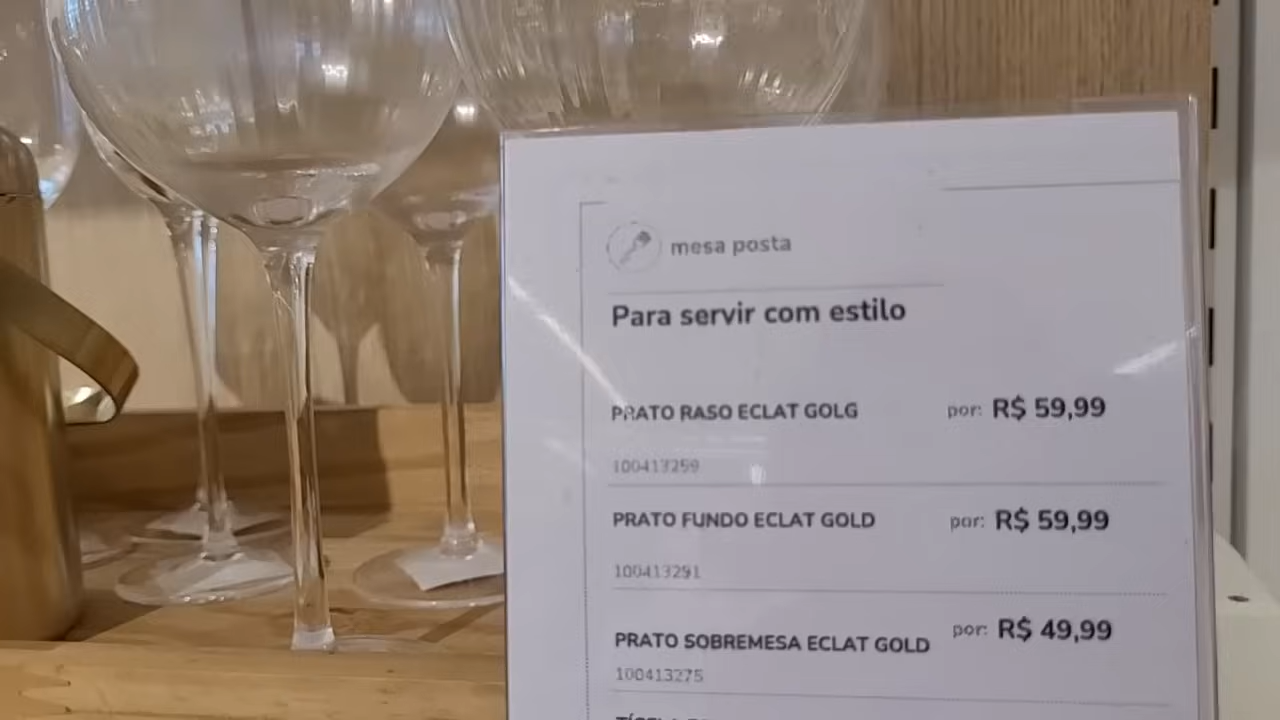 mesa posta
Para servir com estilo
PRATO RASO ECLAT GOLG por: R$ 59,99
100413259
PRATO FUNDO ECLAT GOLD por: R$ 59,99
100413291
PRATO SOBREMESA ECLAT GOLD por: R$ 49,99
100413275